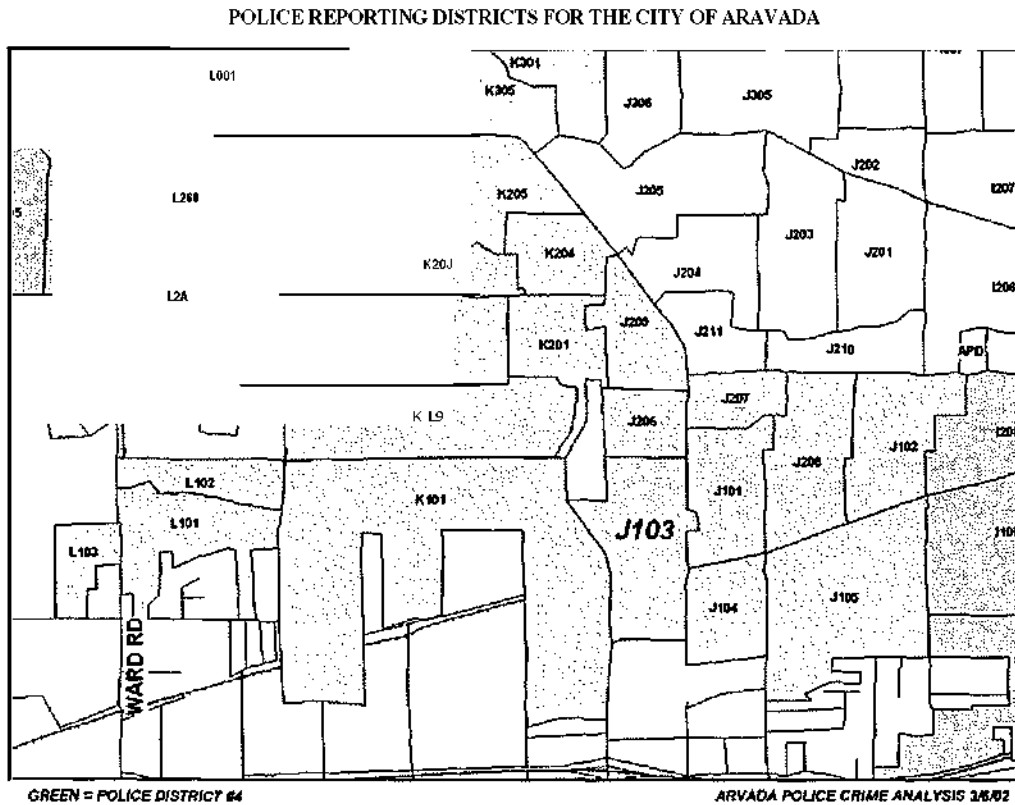 POLICE REPORTING DISTRICTS FOR THE CITY OF ARAVADA
L001
K301
K305
J306
J305
J202
L260
K205
J205
I207
K204
J203
J201
K20J
J204
L2A
I206
J209
J211
K201
J210
APD
K L9
J207
J206
J208
J102
L102
K101
J101
L101
J103
L103
J104
J105
WARD RD
GREEN = POLICE DISTRICT #4
ARVADA POLICE CRIME ANALYSIS 3/6/02